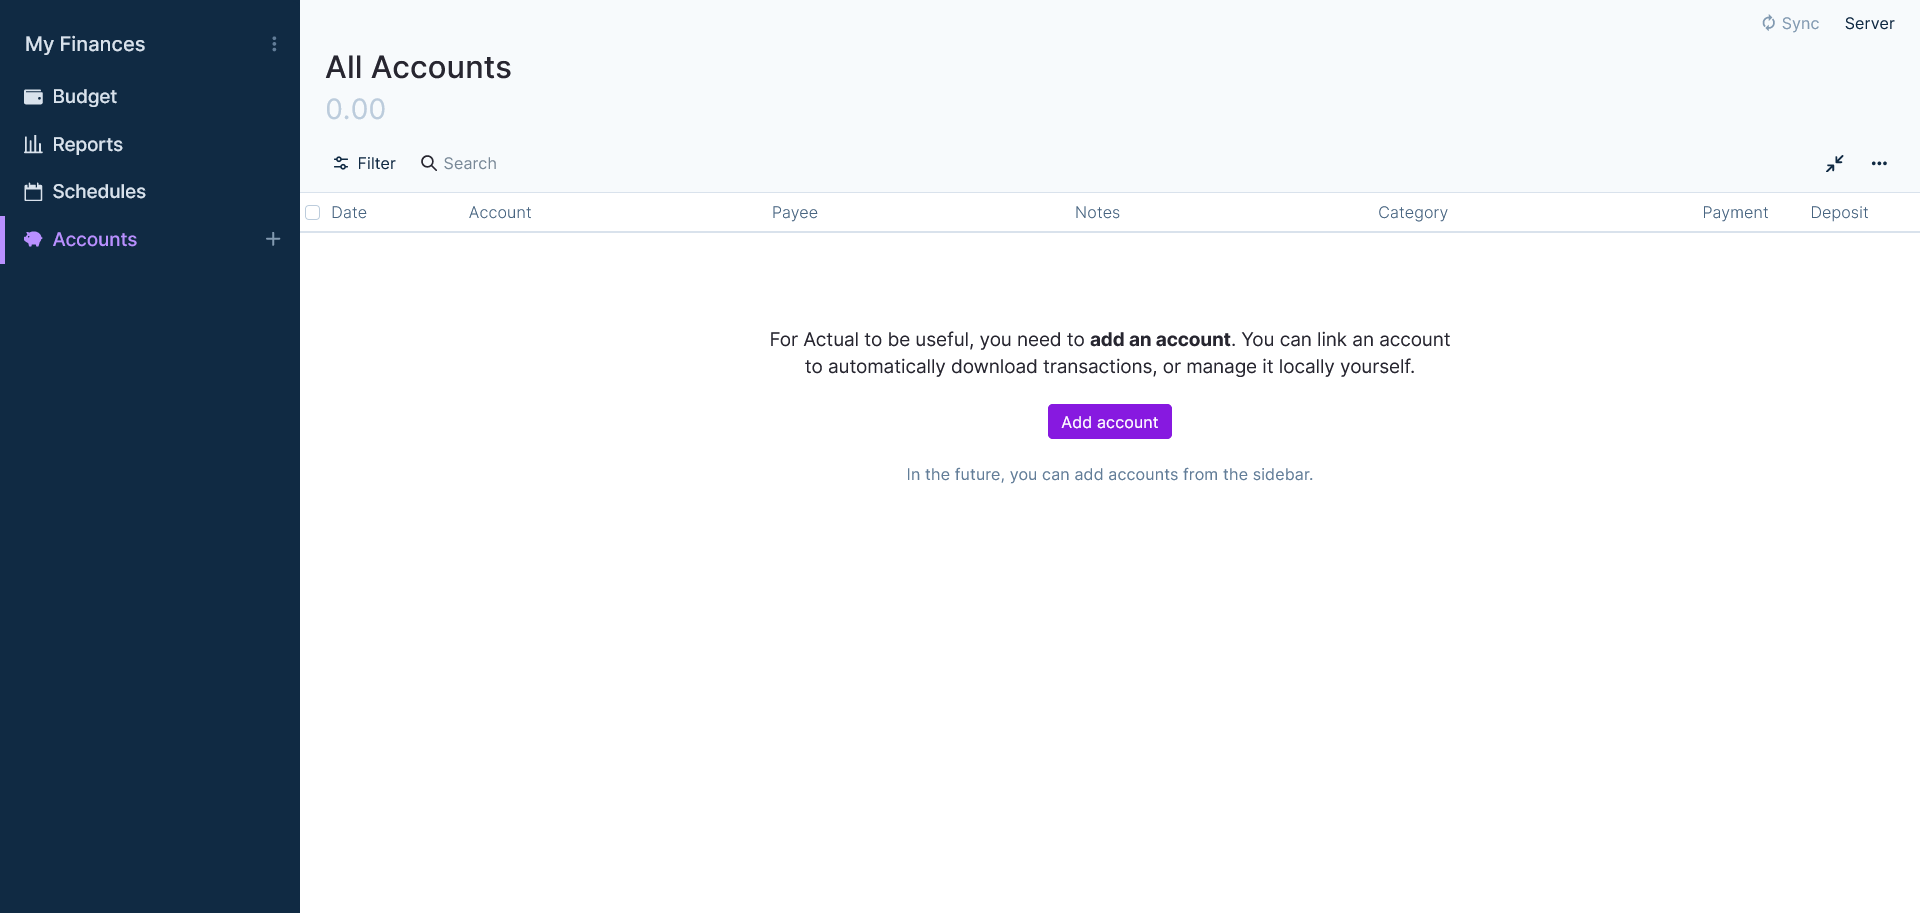 My Finances
Budget
Reports
Schedules
Accounts
Sync
Server
All Accounts
0.00
Filter
Search
Date
Account
Payee
Notes
Category
Payment
Deposit
For Actual to be useful, you need to add an account. You can link an account
to automatically download transactions, or manage it locally yourself.
Add account
In the future, you can add accounts from the sidebar.